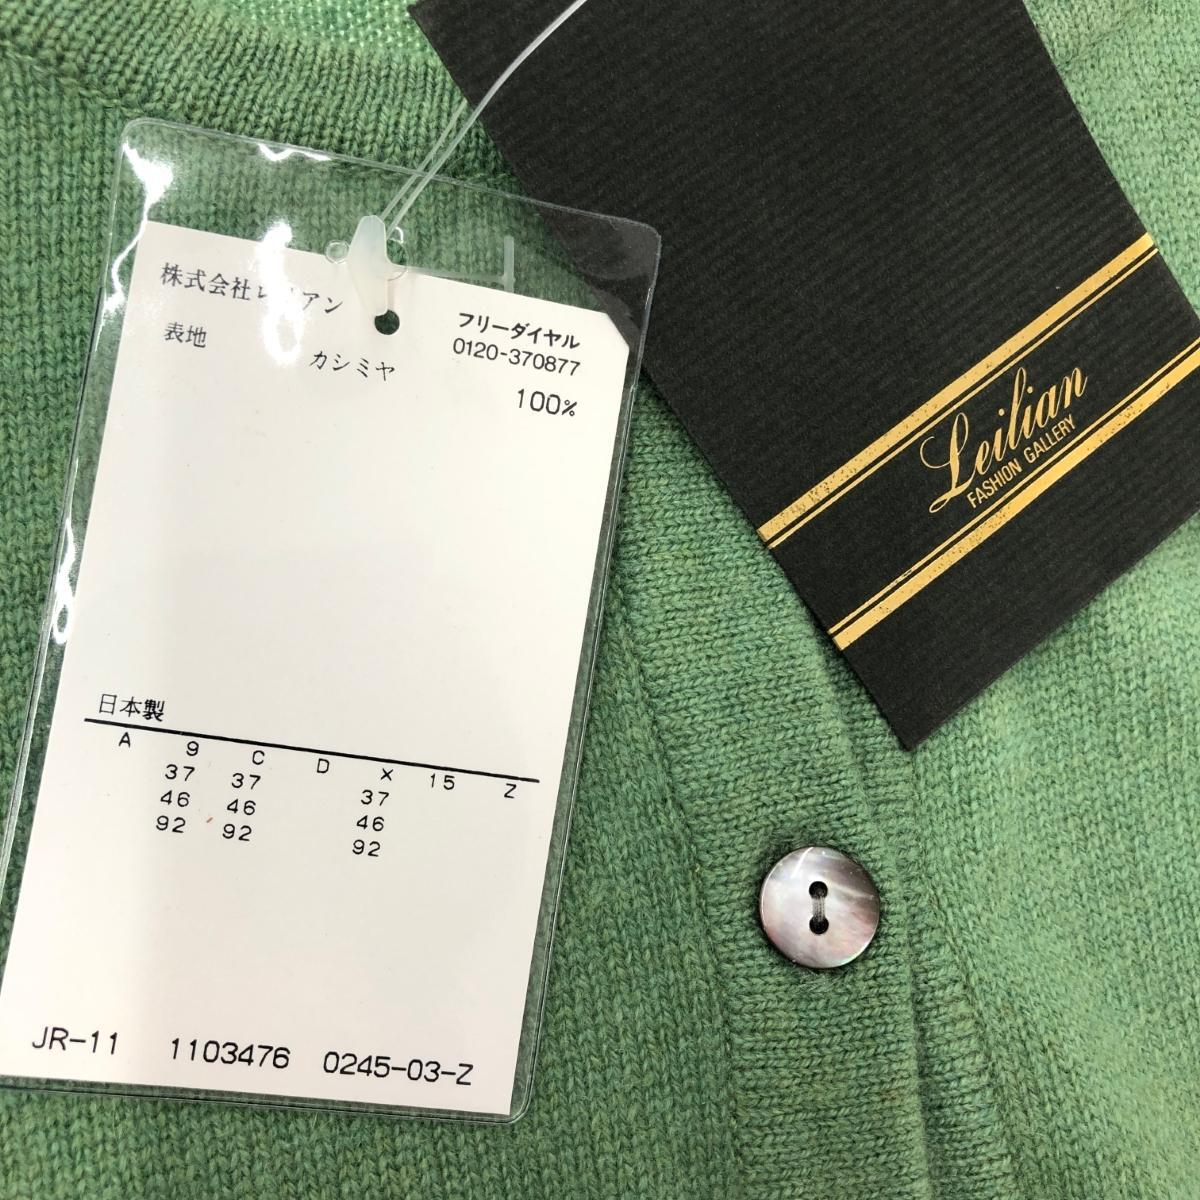 株式会社レリアン
フリーダイヤル
0120-370877
表地
カシミヤ
100%
日本製
A 9 C D X 15 Z
37 37 37
46 46 46
92 92 92
JR-11 1103476 0245-03-Z
Leilian
FASHION GALLERY